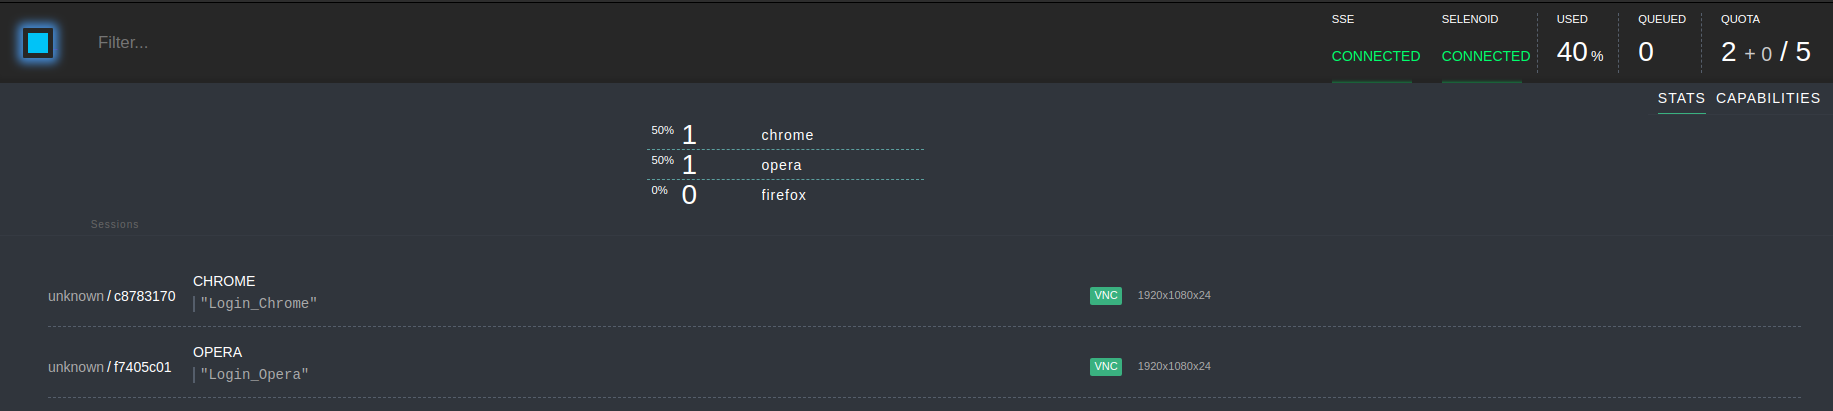 Filter...
SSE
CONNECTED
SELENOID
CONNECTED
USED
40 %
QUEUED
0
QUOTA
2 + 0 / 5
STATS CAPABILITIES
50% 1 chrome
50% 1 opera
0% 0 firefox
Sessions
unknown / c8783170
CHROME
"Login_Chrome"
VNC 1920x1080x24
unknown / f7405c01
OPERA
"Login_Opera"
VNC 1920x1080x24